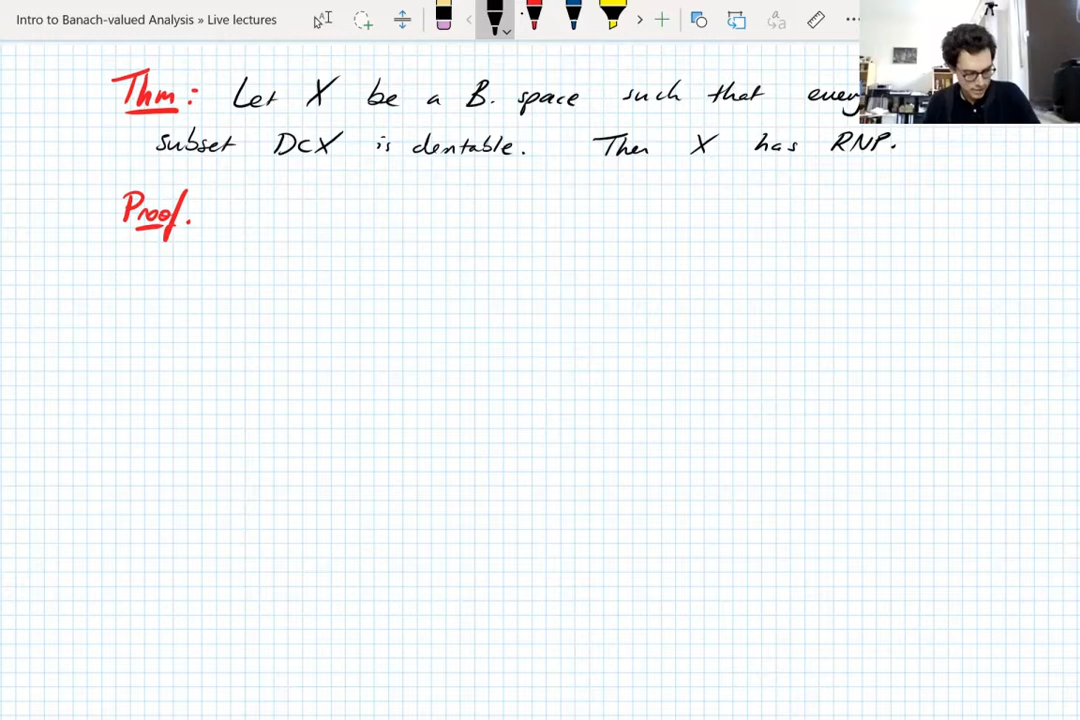 Intro to Banach-valued Analysis » Live lectures
Thm: Let X be a B. space such that
subset D⊂X is dentable. Then X has RNP.
Proof.